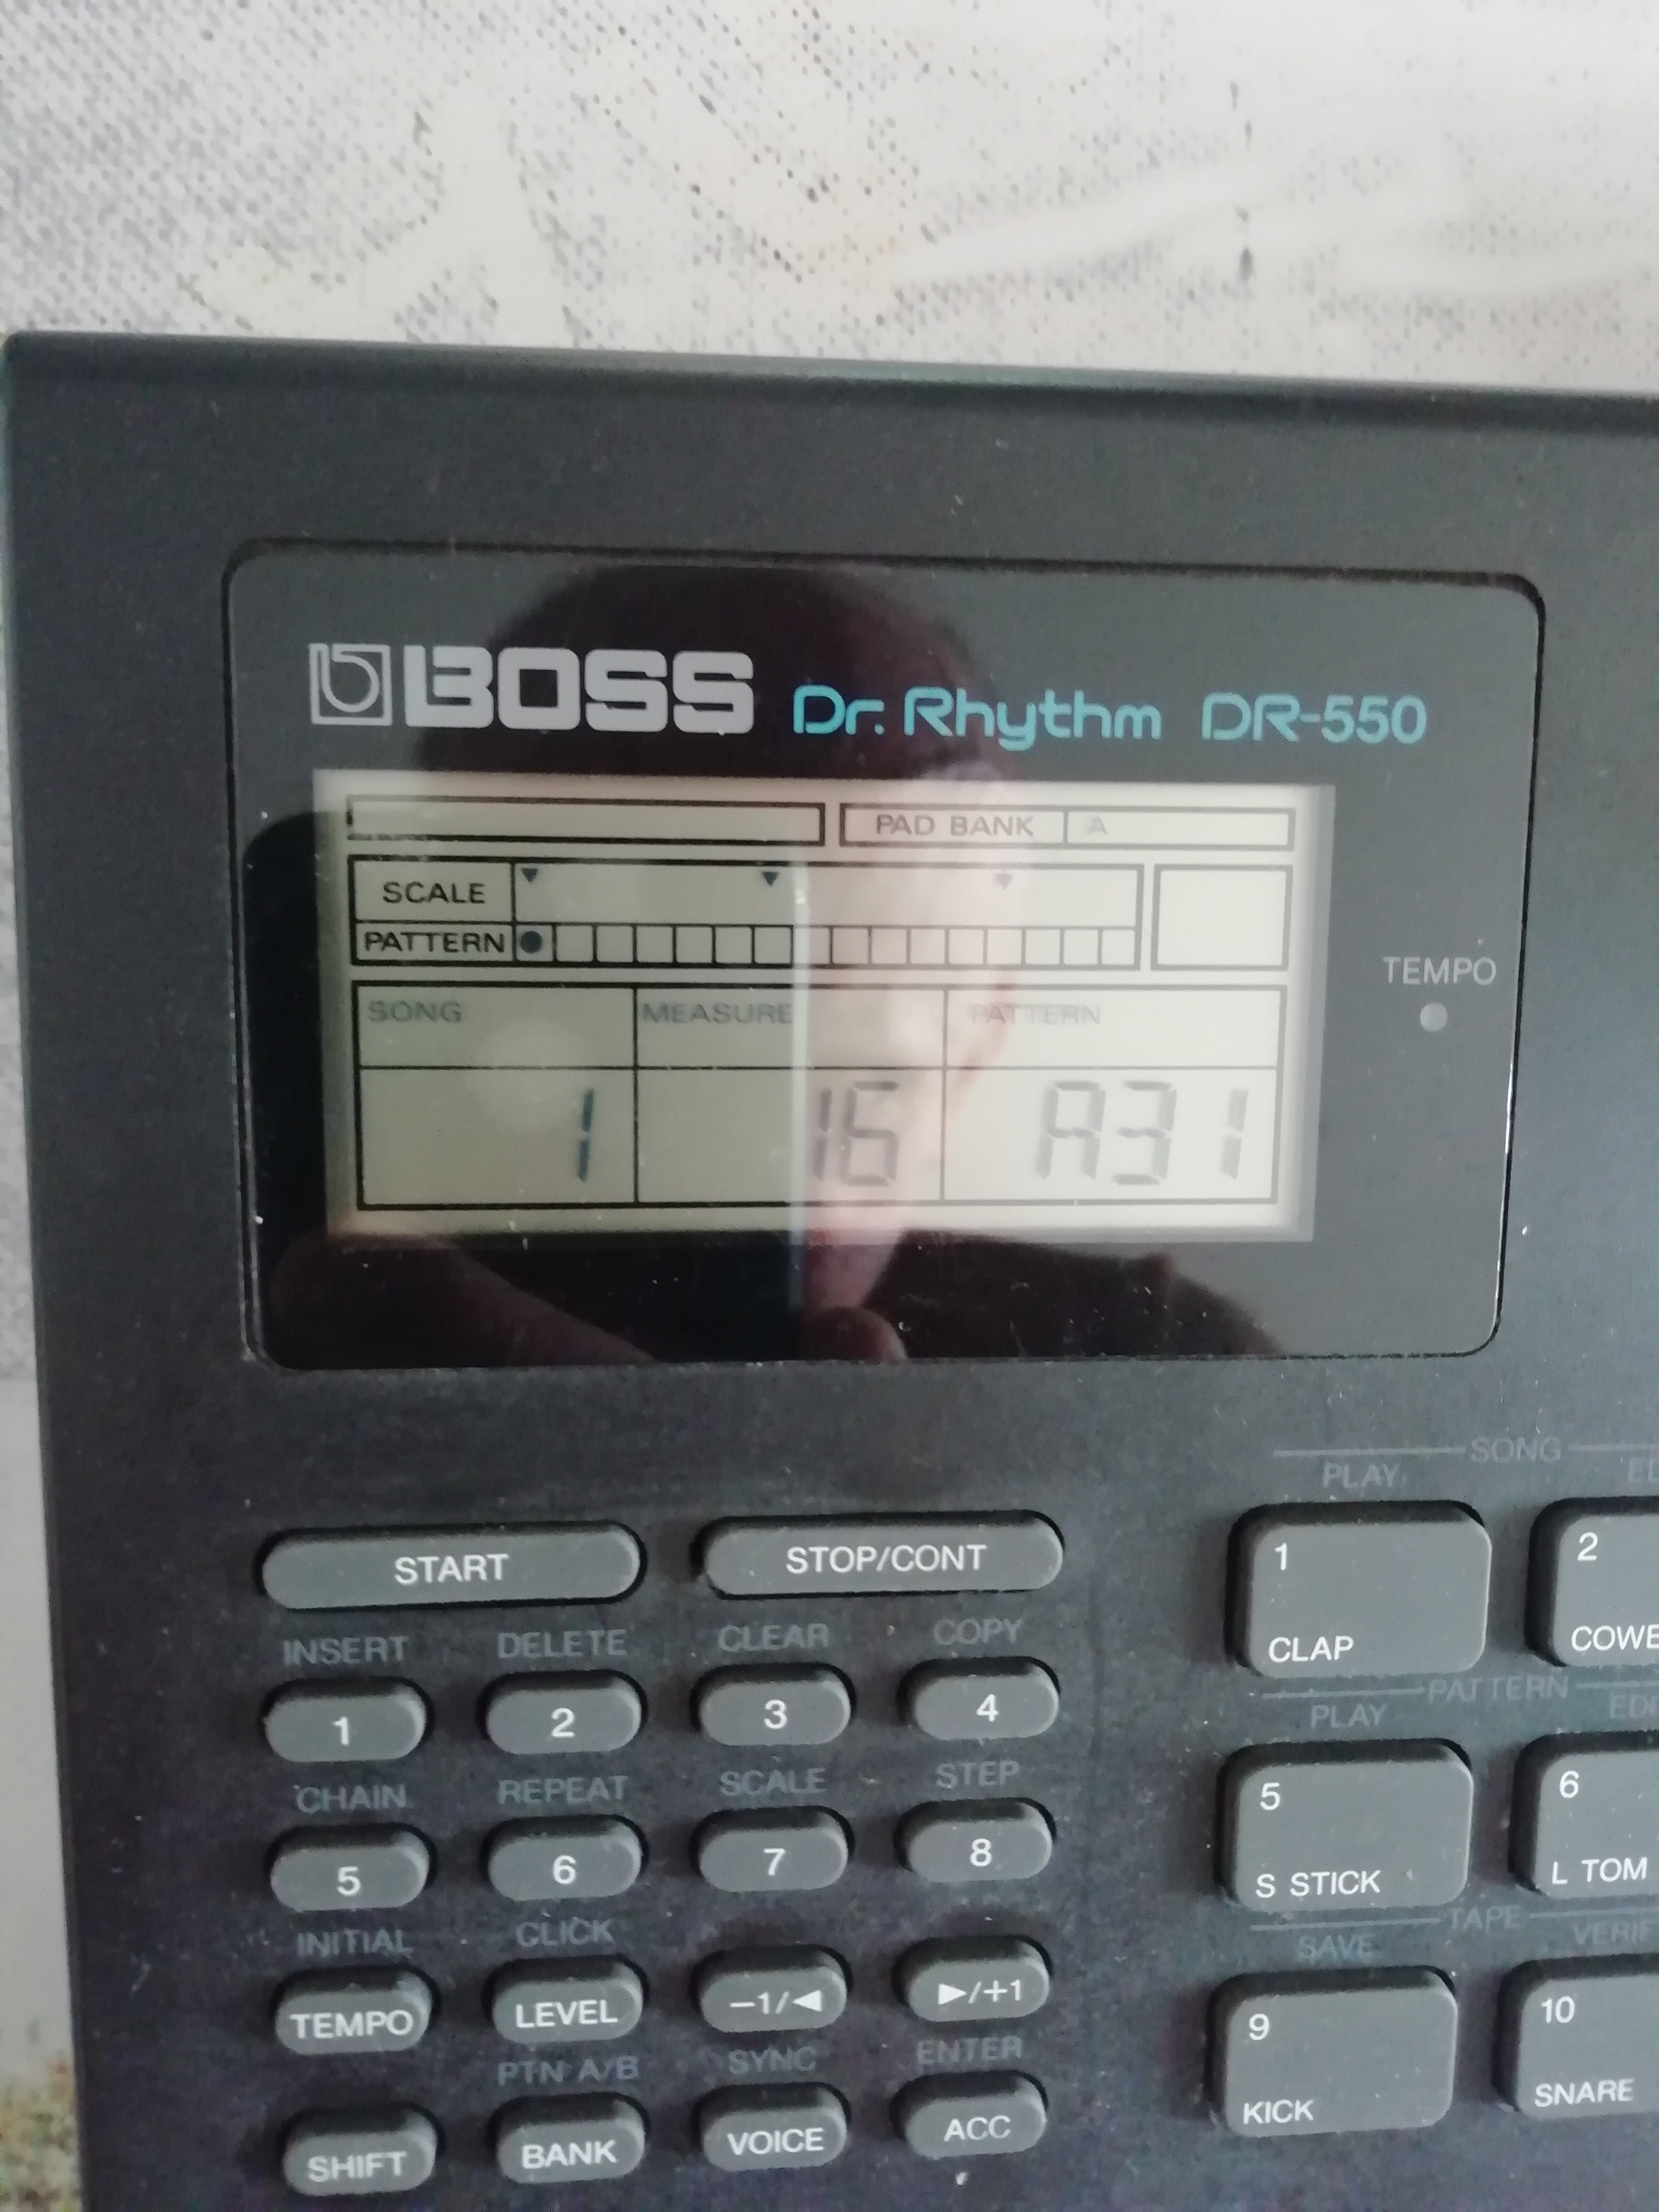 BOSS Dr. Rhythm DR-550
PAD BANK A
SCALE
PATTERN
TEMPO
SONG MEASURE PATTERN
1 16 A31
SONG
PLAY
START STOP/CONT
1 2
CLAP
INSERT DELETE CLEAR COPY
1 2 3 4
PATTERN
PLAY
CHAIN REPEAT SCALE STEP
5 6 7 8
5 6
S STICK L TOM
INITIAL CLICK
TAPE
SAVE
TEMPO LEVEL -1/◀ ▶/+1
9 10
KICK SNARE
PTN A/B SYNC ENTER
SHIFT BANK VOICE ACC